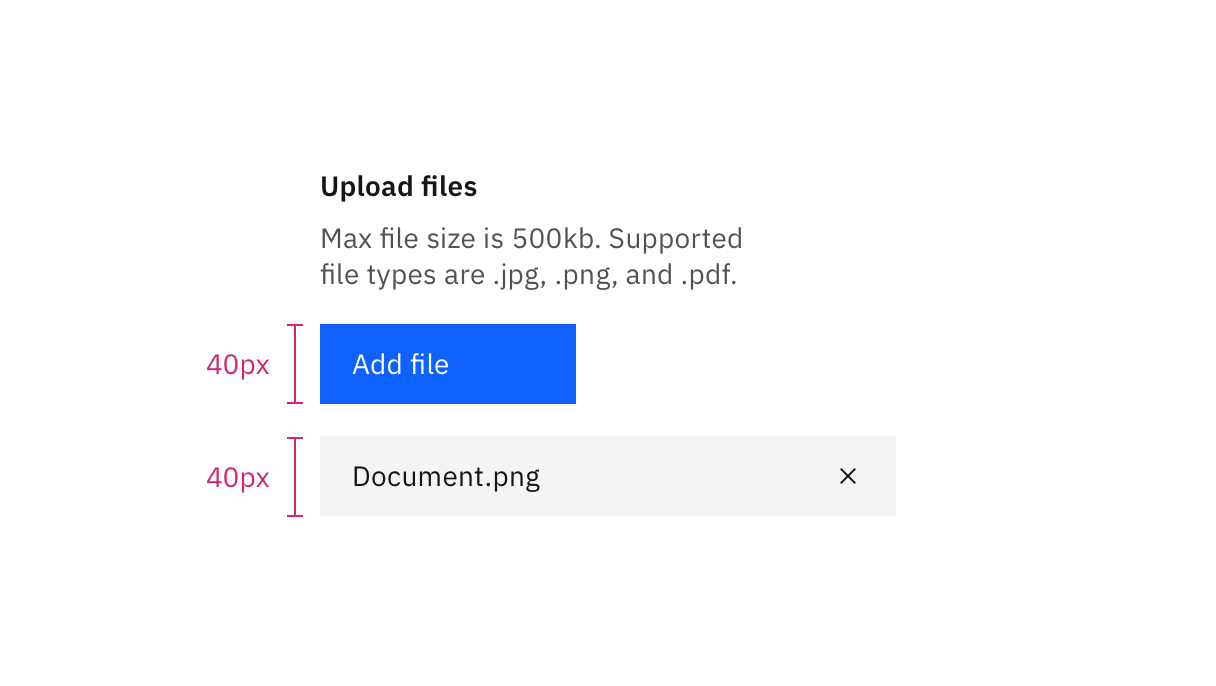 Upload files
Max file size is 500kb. Supported
file types are .jpg, .png, and .pdf.
40px
Add file
40px
Document.png